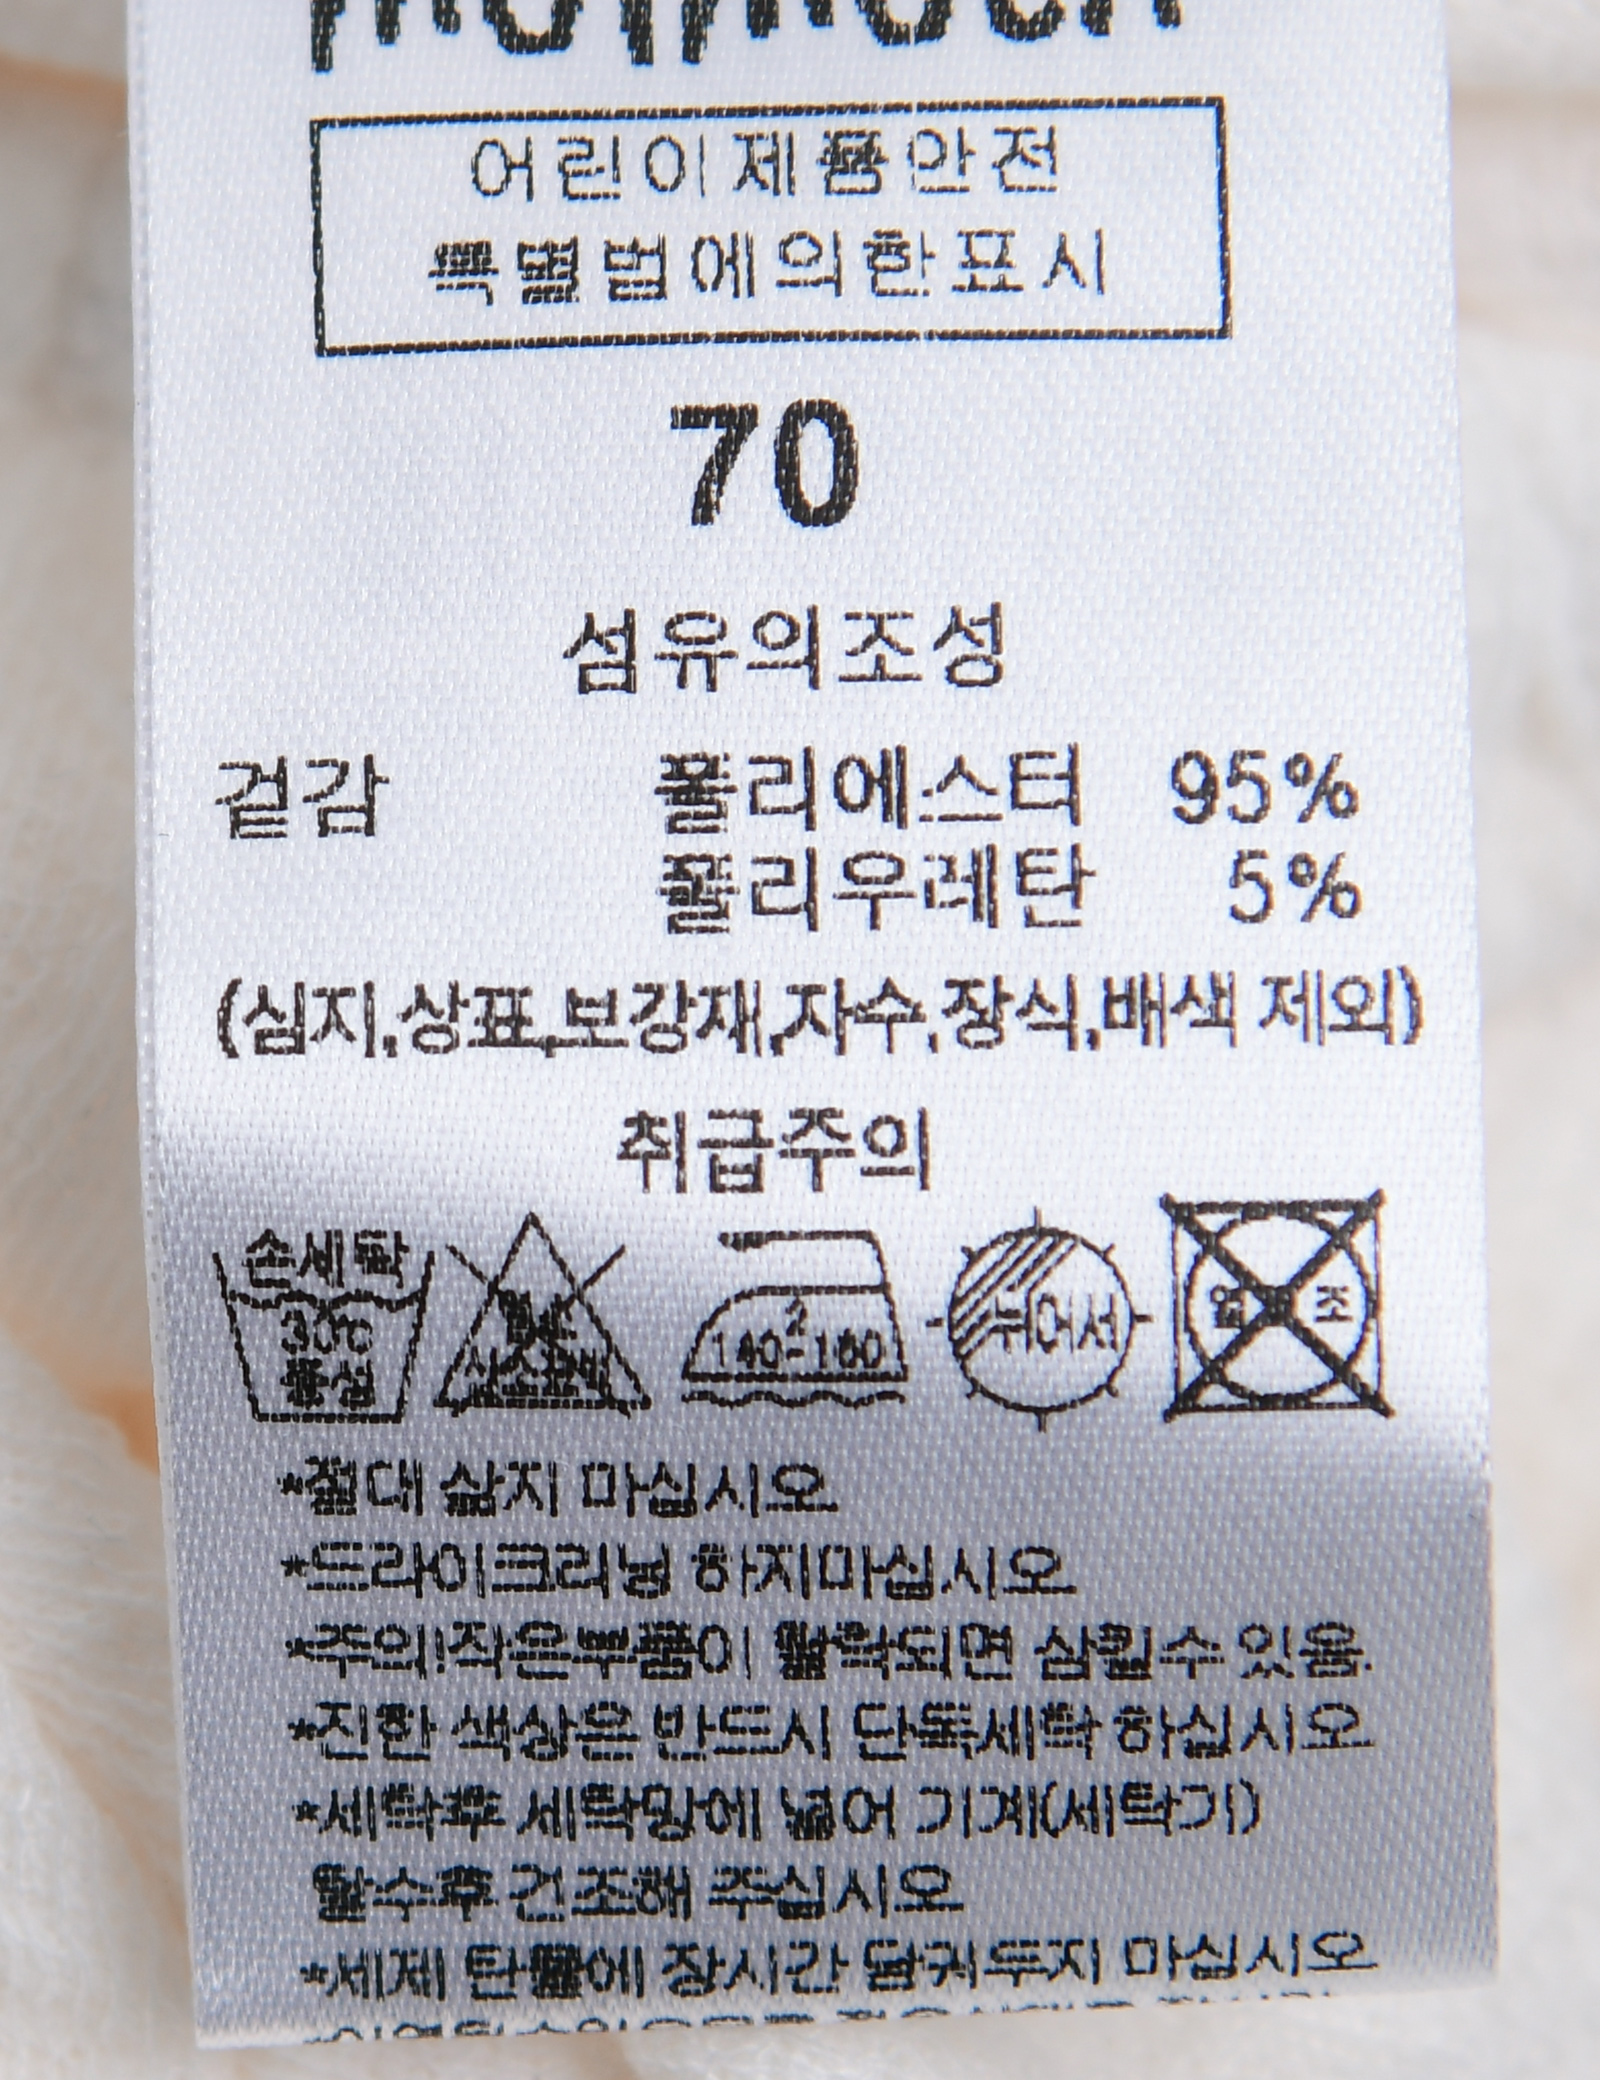 어린이제품안전
특별법에의한표시
70
섬유의조성
겉감 폴리에스터 95%
폴리우레탄 5%
(심지,상표,보강재,자수,장식,배색 제외)
취급주의
손세탁
30℃
중성
2
140-160
뉘어서
조
*절대 삶지 마십시오
*드라이크리닝 하지마십시오
*주의!작은부품이 탈락되면 삼킬수 있음.
*진한 색상은 반드시 단독세탁 하십시오
*세탁후 세탁망에 넣어 기계(세탁기)
탈수후 건조해 주십시오
*세제 탄물에 장시간 담궈두지 마십시오